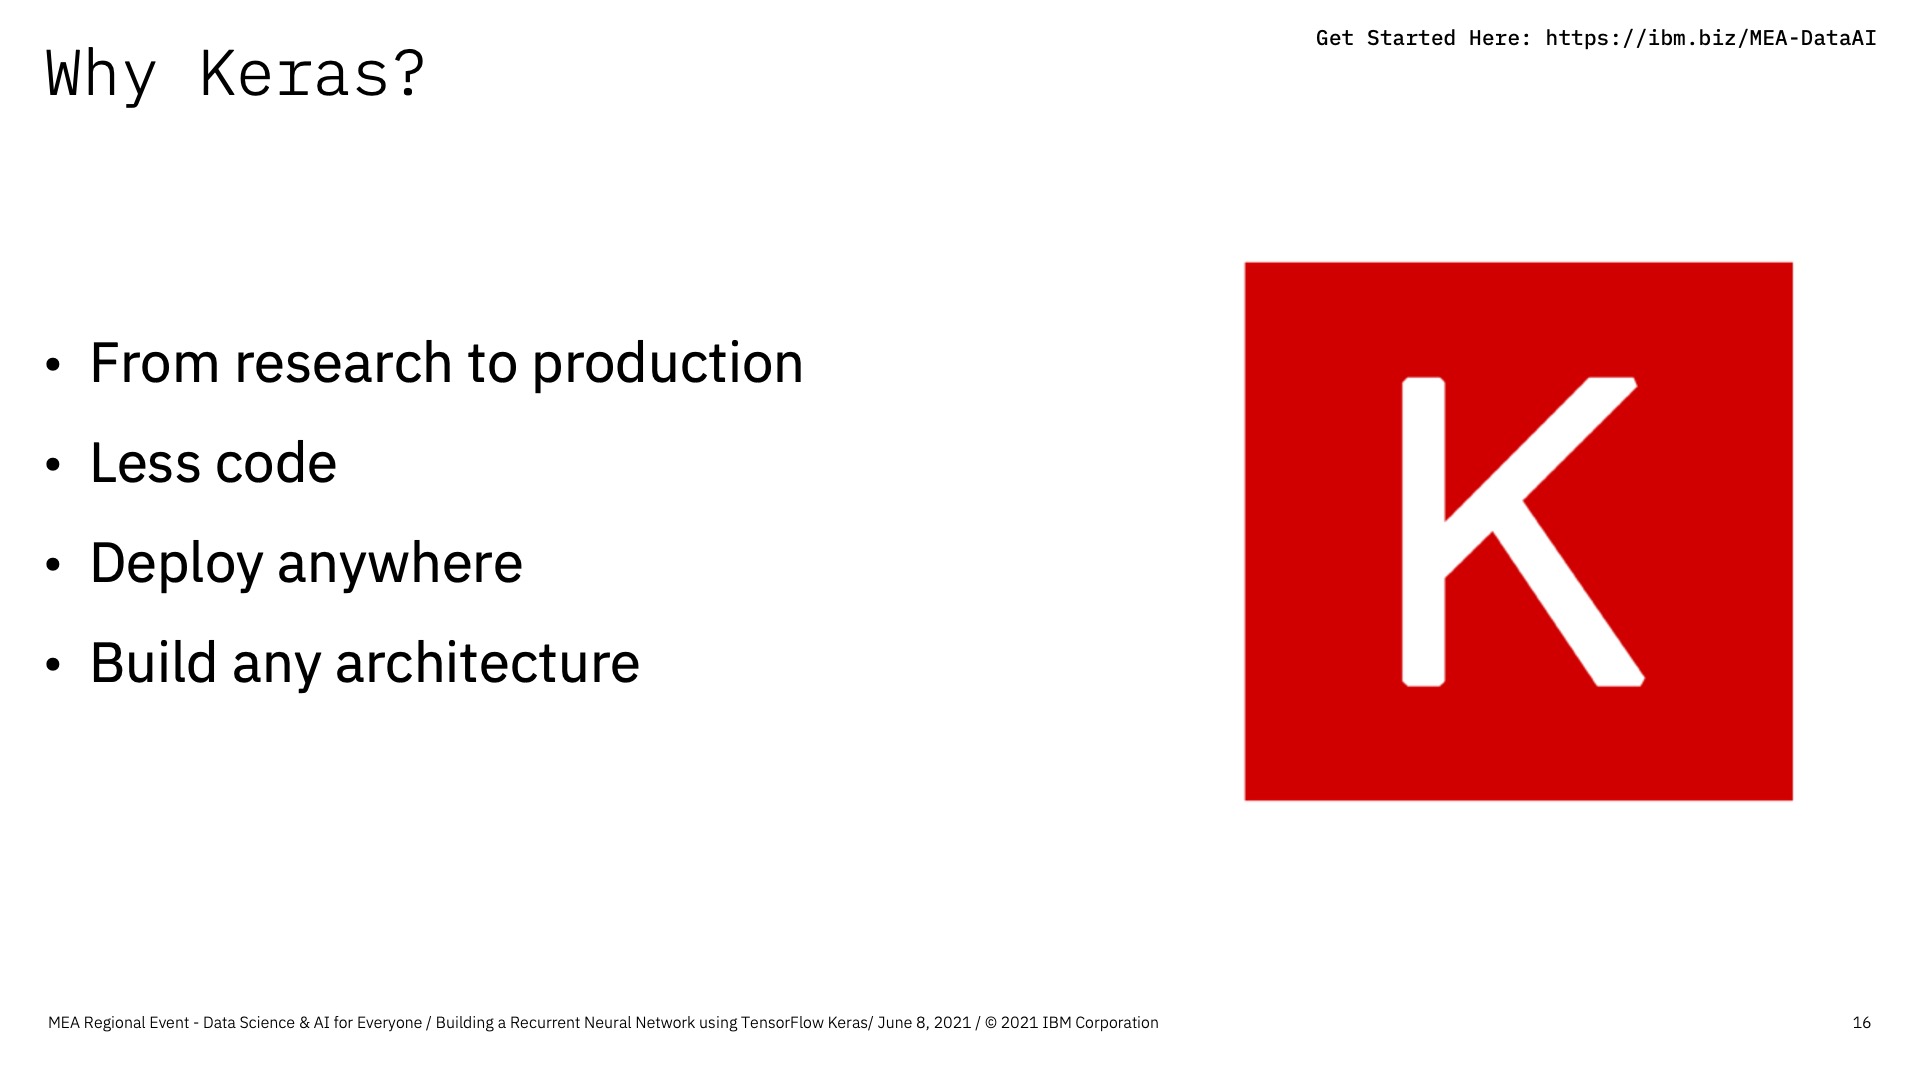 Get Started Here: https://ibm.biz/MEA-DataAI
Why Keras?
• From research to production
• Less code
• Deploy anywhere
• Build any architecture
K
MEA Regional Event - Data Science & AI for Everyone / Building a Recurrent Neural Network using TensorFlow Keras/ June 8, 2021 / © 2021 IBM Corporation
16